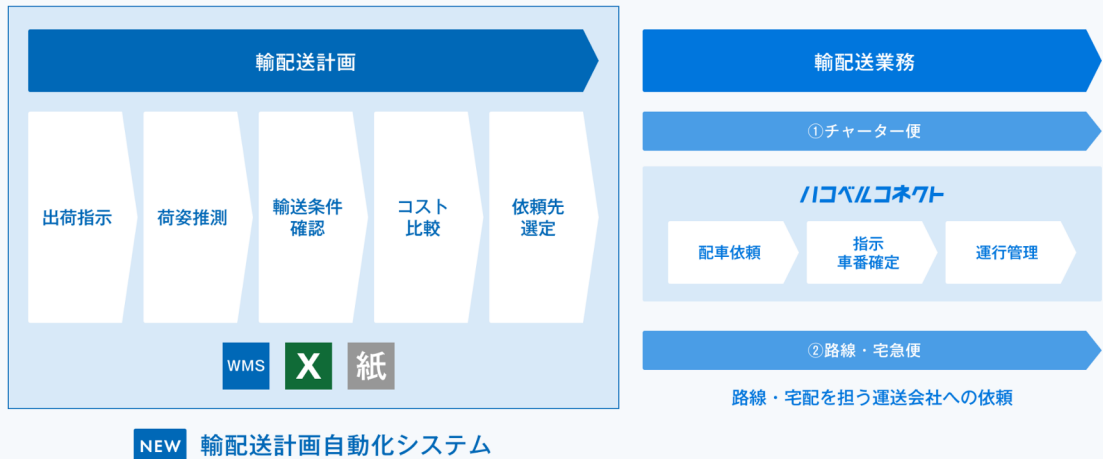 輸配送計画
出荷指示
荷姿推測
輸送条件
確認
コスト
比較
依頼先
選定
WMS
X
紙
NEW 輸配送計画自動化システム
輸配送業務
①チャーター便
ハコベルコネクト
配車依頼
指示
車番確定
運行管理
②路線・宅急便
路線・宅配を担う運送会社への依頼